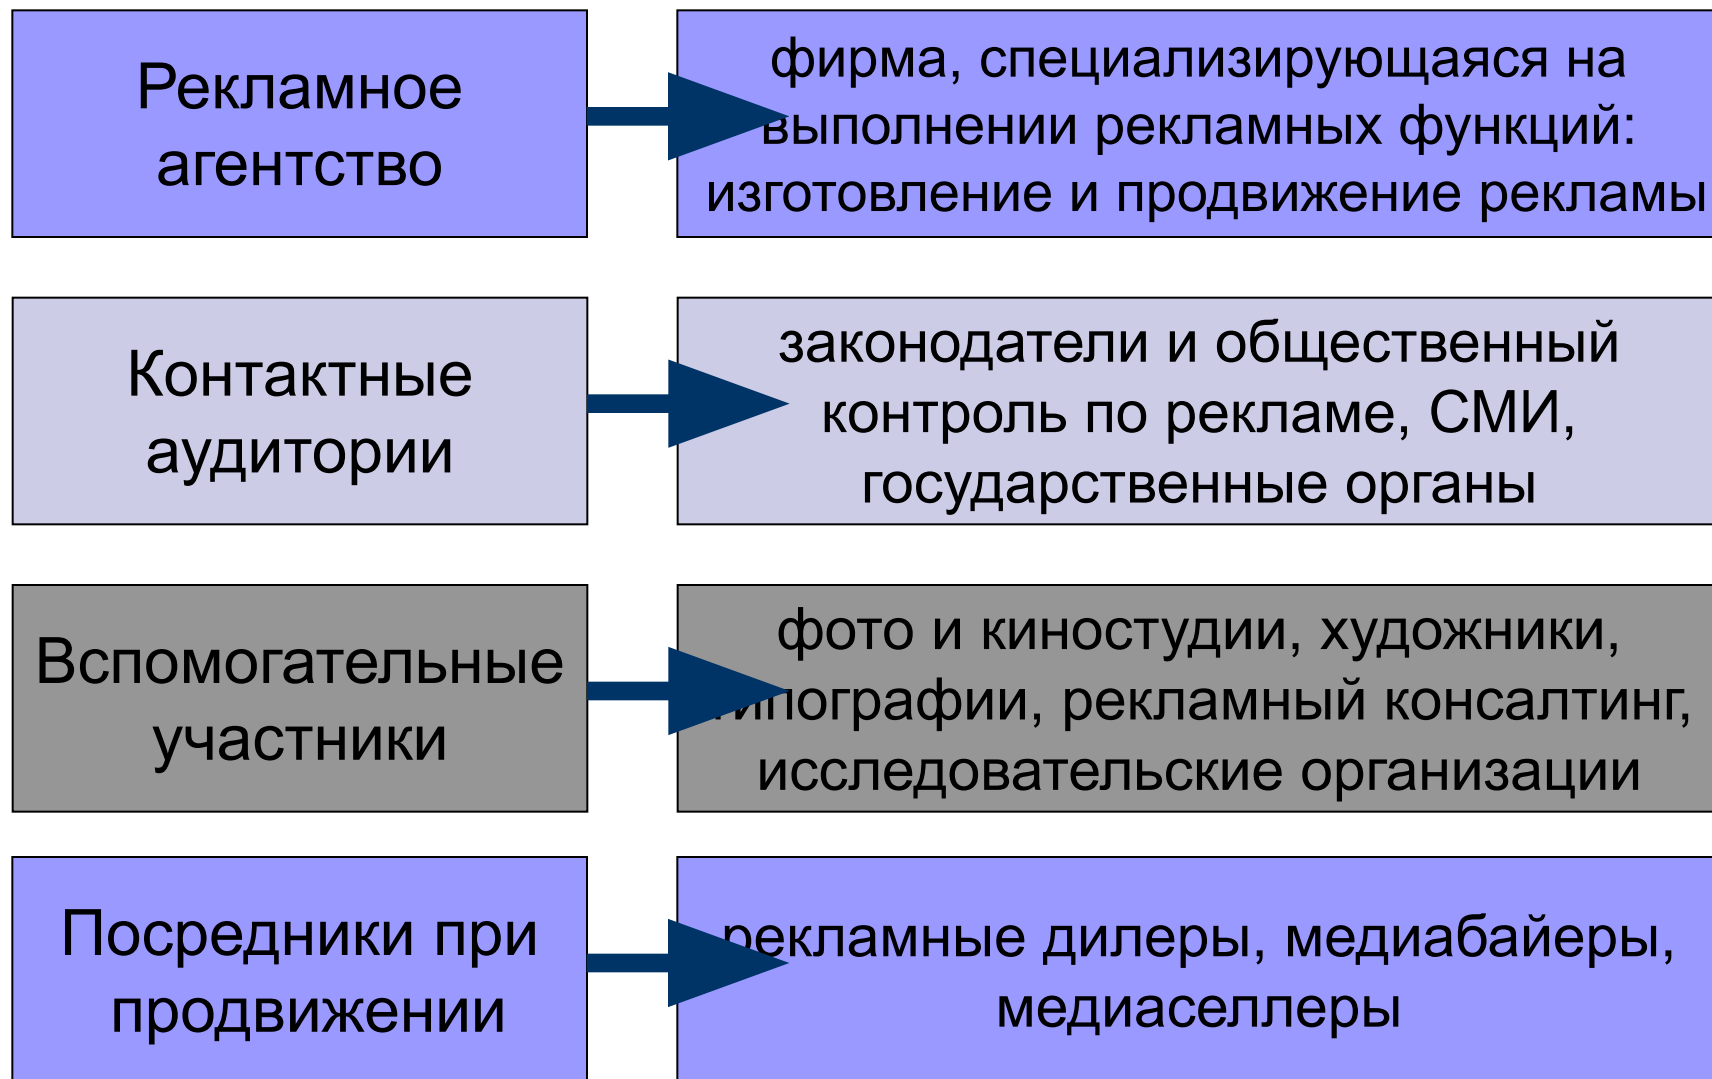 Рекламное
агентство
фирма, специализирующаяся на
выполнении рекламных функций:
изготовление и продвижение рекламы
Контактные
аудитории
законодатели и общественный
контроль по рекламе, СМИ,
государственные органы
Вспомогательные
участники
фото и киностудии, художники,
типографии, рекламный консалтинг,
исследовательские организации
Посредники при
продвижении
рекламные дилеры, медиабайеры,
медиаселлеры